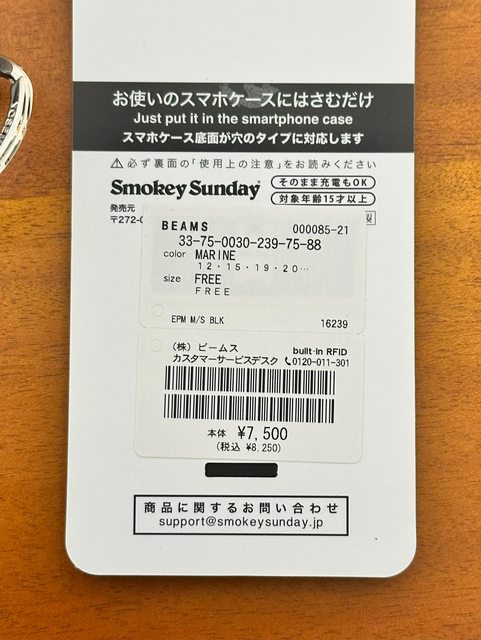 お使いのスマホケースにはさむだけ
Just put it in the smartphone case
スマホケース底面が穴のタイプに対応します
⚠必ず裏面の「使用上の注意」をお読みください
Smokey Sunday
そのまま充電もOK
対象年齢15才以上
発売元
〒272-0
製
BEAMS 000085-21
33-75-0030-239-75-88
color MARINE
12・15・19・20…
size FREE
FREE
EPM M/S BLK 16239
(株) ビームス built-in RFID
カスタマーサービスデスク 0120-011-301
本体 ¥7,500
(税込 ¥8,250)
商品に関するお問い合わせ
support@smokeysunday.jp